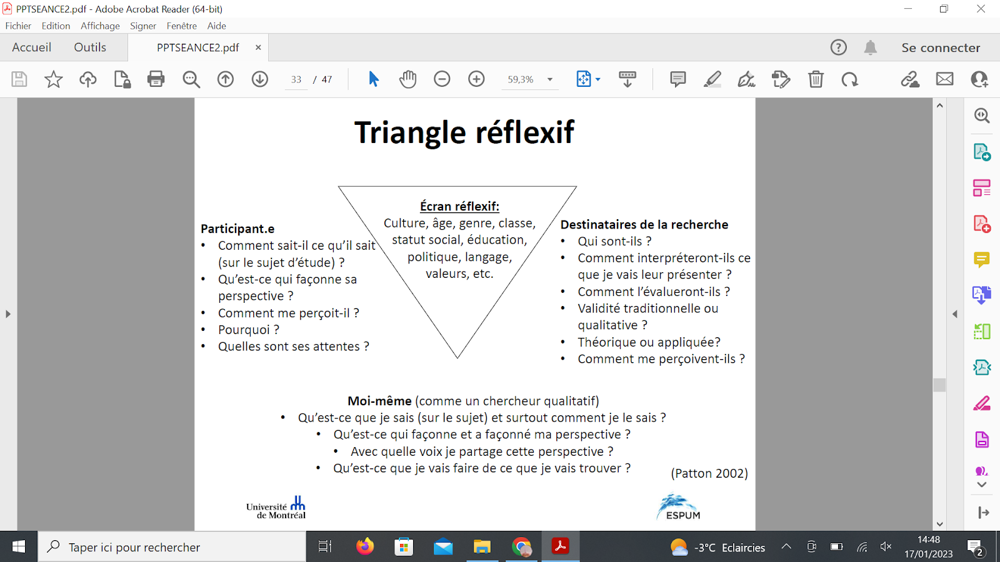 PPTSEANCE2.pdf - Adobe Acrobat Reader (64-bit)
Fichier Edition Affichage Signer Fenêtre Aide
Accueil Outils PPTSEANCE2.pdf × Se connecter
33 / 47 59,3%
Triangle réflexif
Écran réflexif:
Culture, âge, genre, classe,
statut social, éducation,
politique, langage,
valeurs, etc.
Participant.e
• Comment sait-il ce qu'il sait
(sur le sujet d'étude) ?
• Qu'est-ce qui façonne sa
perspective ?
• Comment me perçoit-il ?
• Pourquoi ?
• Quelles sont ses attentes ?
Destinataires de la recherche
• Qui sont-ils ?
• Comment interpréteront-ils ce
que je vais leur présenter ?
• Comment l'évalueront-ils ?
• Validité traditionnelle ou
qualitative ?
• Théorique ou appliquée?
• Comment me perçoivent-ils ?
Moi-même (comme un chercheur qualitatif)
• Qu'est-ce que je sais (sur le sujet) et surtout comment je le sais ?
• Qu'est-ce qui façonne et a façonné ma perspective ?
• Avec quelle voix je partage cette perspective ?
• Qu'est-ce que je vais faire de ce que je vais trouver ?
(Patton 2002)
Université
de Montréal
ESPUM
Taper ici pour rechercher
-3°C Eclaircies
14:48
17/01/2023
2